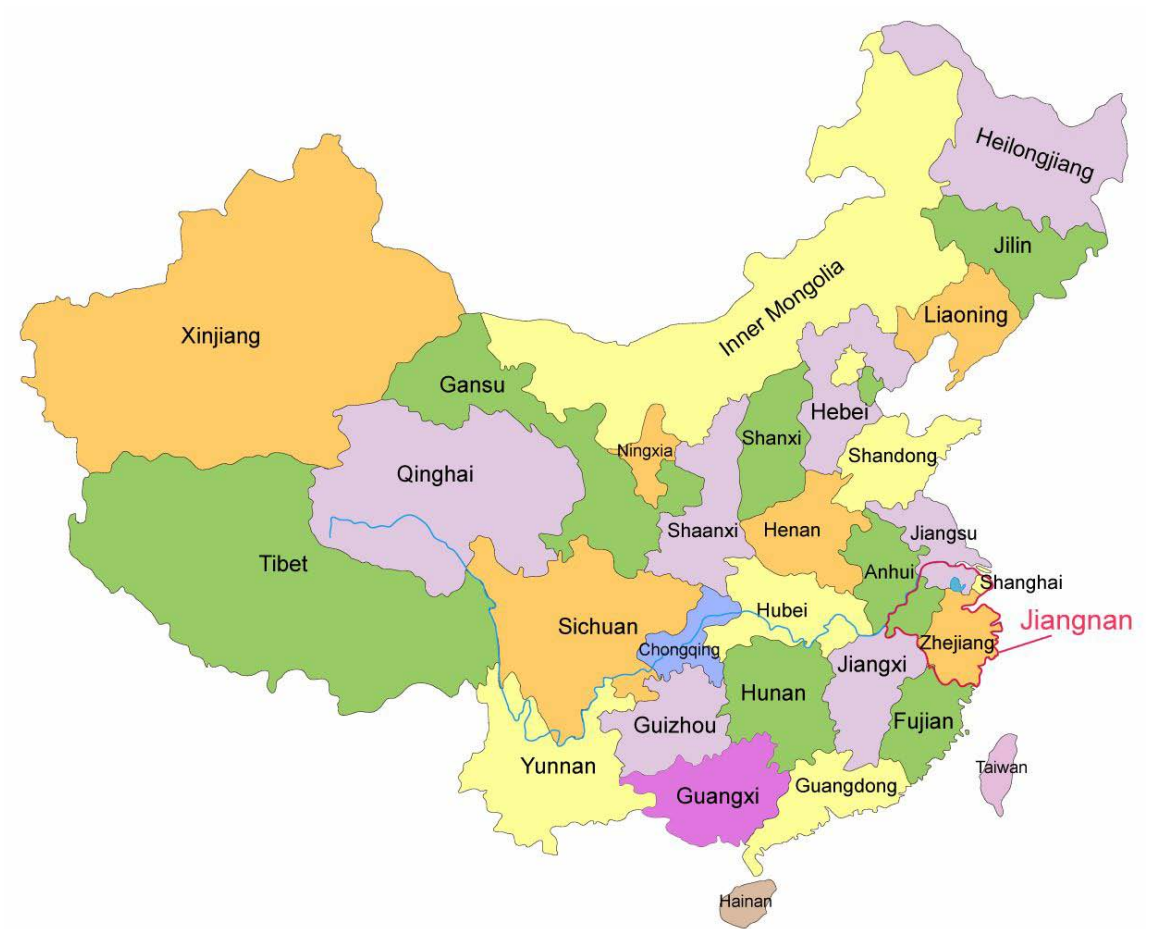 Heilongjiang
Jilin
Inner Mongolia
Liaoning
Xinjiang
Gansu
Hebei
Shanxi
Ningxia
Shandong
Qinghai
Shaanxi
Henan
Jiangsu
Tibet
Anhui
Shanghai
Hubei
Jiangnan
Sichuan
Zhejiang
Chongqing
Jiangxi
Hunan
Fujian
Guizhou
Yunnan
Taiwan
Guangdong
Guangxi
Hainan